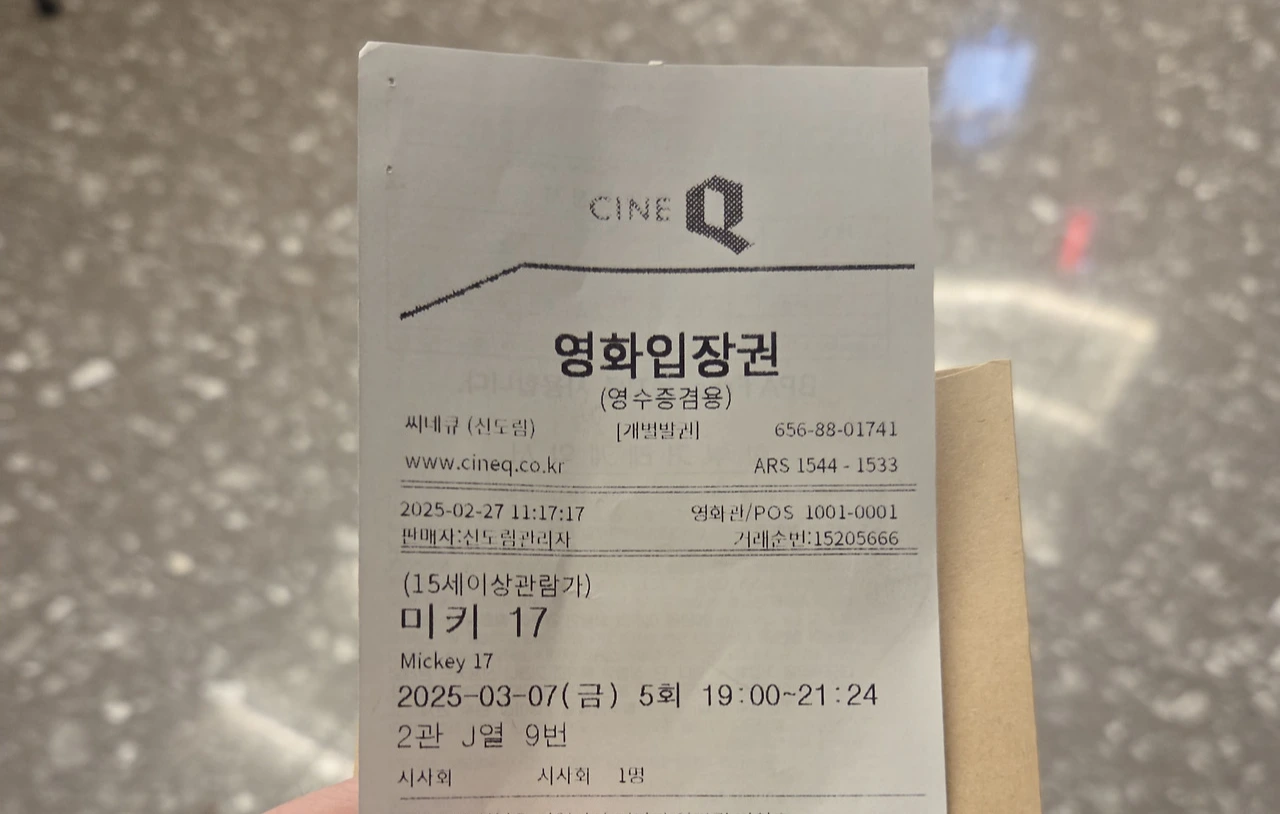 CINE Q
영화입장권
(영수증겸용)
씨네큐 (신도림) [개별발권] 656-88-01741
www.cineq.co.kr ARS 1544 - 1533
2025-02-27 11:17:17 영화관/POS 1001-0001
판매자:신도림관리자 거래순번:15205666
(15세이상관람가)
미키 17
Mickey 17
2025-03-07(금) 5회 19:00~21:24
2관 J열 9번
시사회 시사회 1명